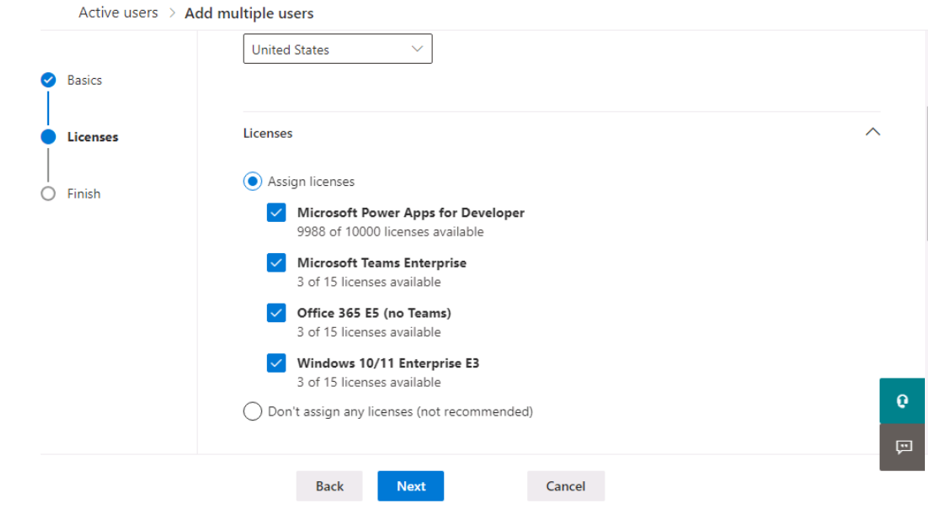 Active users > Add multiple users
United States
Basics
Licenses
Licenses
Assign licenses
Finish
Microsoft Power Apps for Developer
9988 of 10000 licenses available
Microsoft Teams Enterprise
3 of 15 licenses available
Office 365 E5 (no Teams)
3 of 15 licenses available
Windows 10/11 Enterprise E3
3 of 15 licenses available
Don't assign any licenses (not recommended)
Back Next Cancel